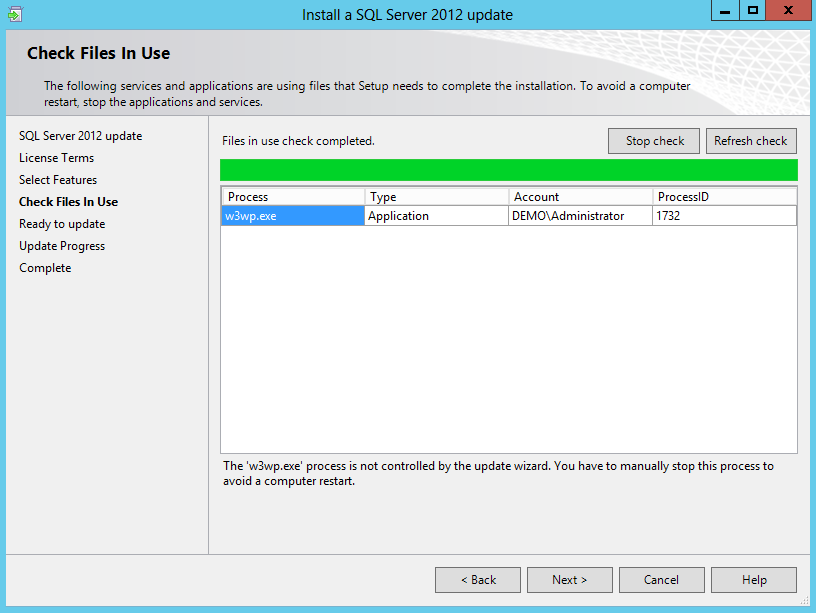 Install a SQL Server 2012 update
Check Files In Use
The following services and applications are using files that Setup needs to complete the installation. To avoid a computer
restart, stop the applications and services.
SQL Server 2012 update
License Terms
Select Features
Check Files In Use
Ready to update
Update Progress
Complete
Files in use check completed.
Stop check
Refresh check
Process Type Account ProcessID
w3wp.exe Application DEMO\Administrator 1732
The 'w3wp.exe' process is not controlled by the update wizard. You have to manually stop this process to
avoid a computer restart.
< Back
Next >
Cancel
Help